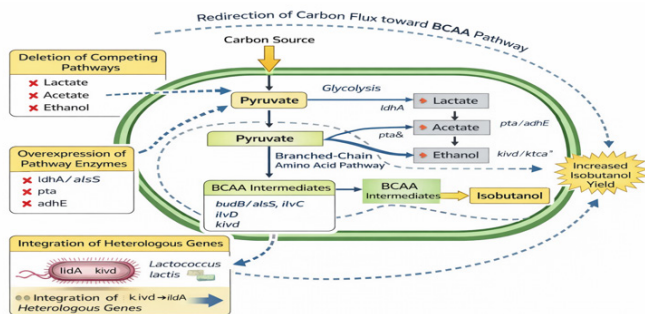 Redirection of Carbon Flux toward BCAA Pathway
Carbon Source
Deletion of Competing
Pathways
Lactate
Acetate
Ethanol
Glycolysis
Pyruvate
ldhA
Lactate
Pyruvate
pta&
Acetate
pta/adhE
Branched-Chain
Amino Acid Pathway
Ethanol
kivd/ktca"
Overexpression of
Pathway Enzymes
ldhA/alsS
pta
adhE
Increased
Isobutanol
Yield
BCAA Intermediates
budB/alsS, ilvC
ilvD
kivd
BCAA
Intermediates
Isobutanol
Integration of Heterologous Genes
lidA kivd
Lactococcus
lactis
Integration of k.ivd→ildA
Heterologous Genes